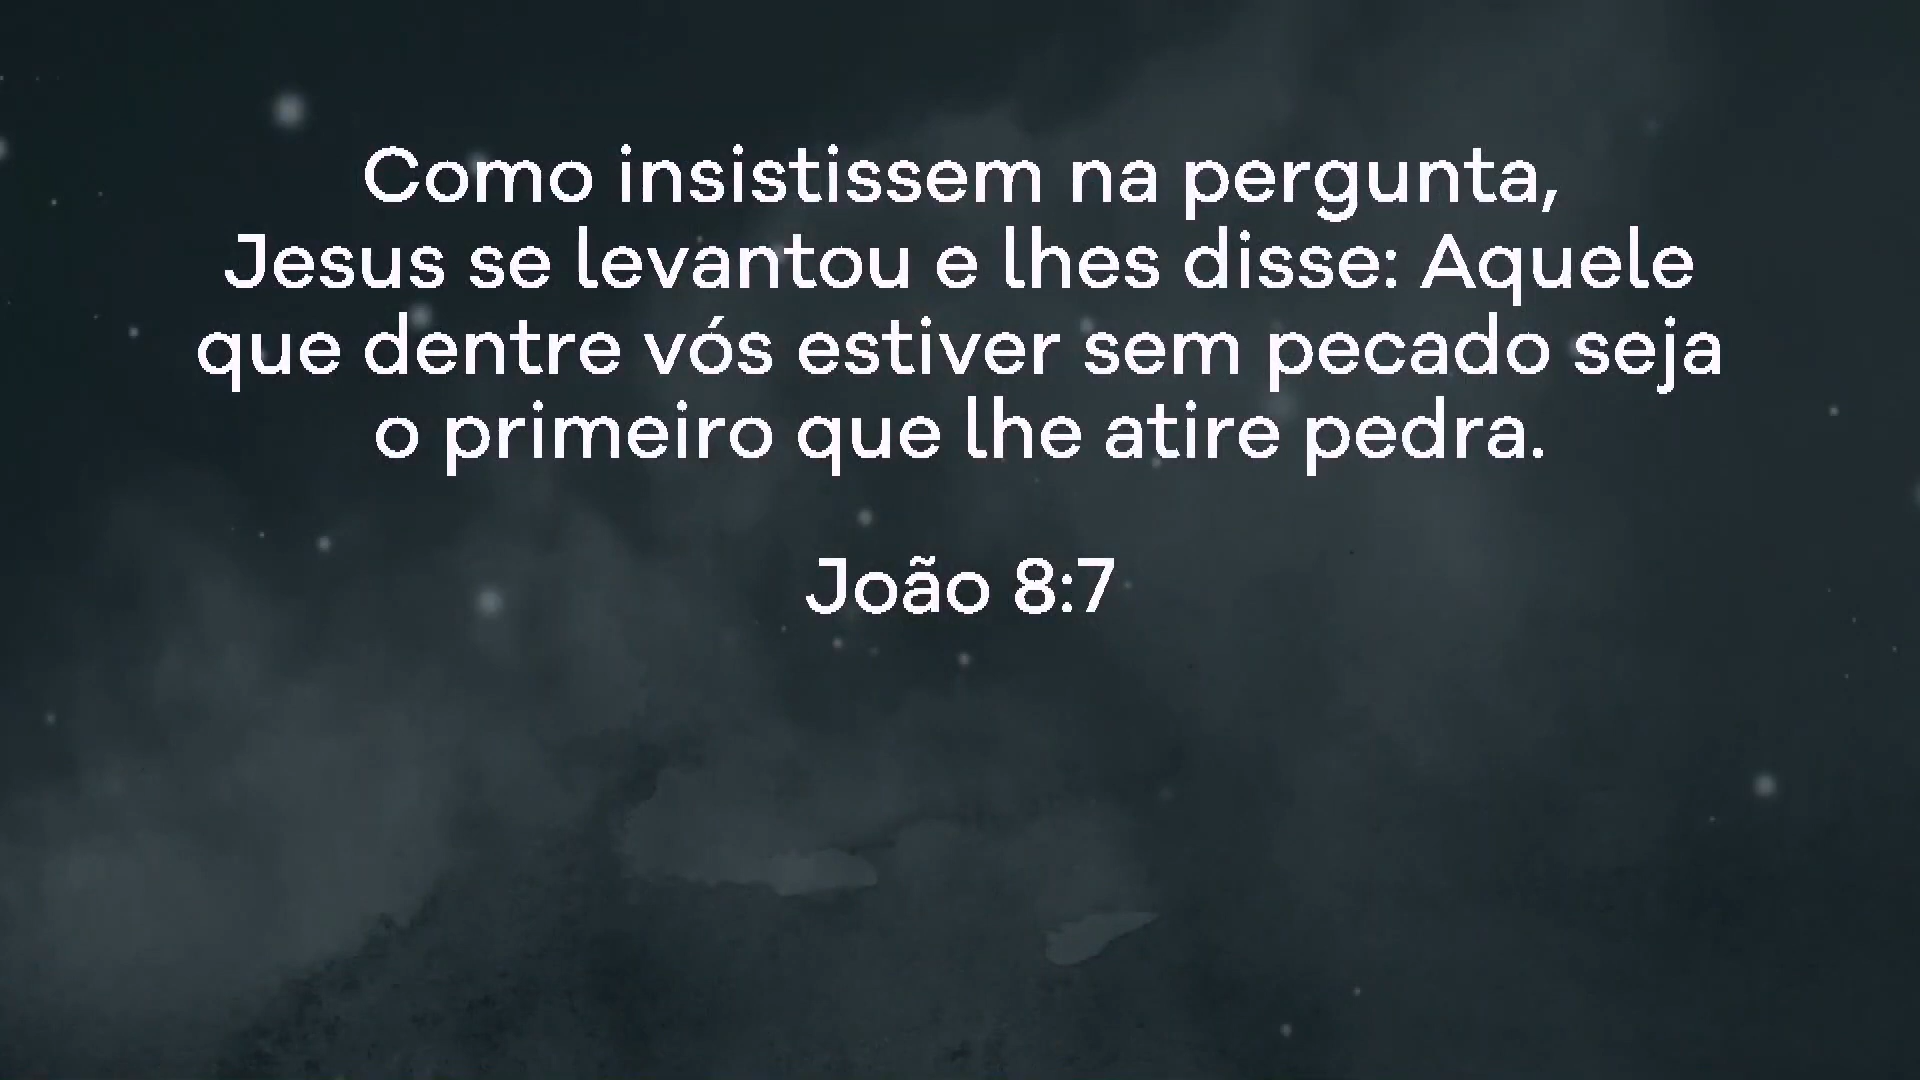 Como insistissem na pergunta,
Jesus se levantou e lhes disse: Aquele
que dentre vós estiver sem pecado seja
o primeiro que lhe atire pedra.
João 8:7